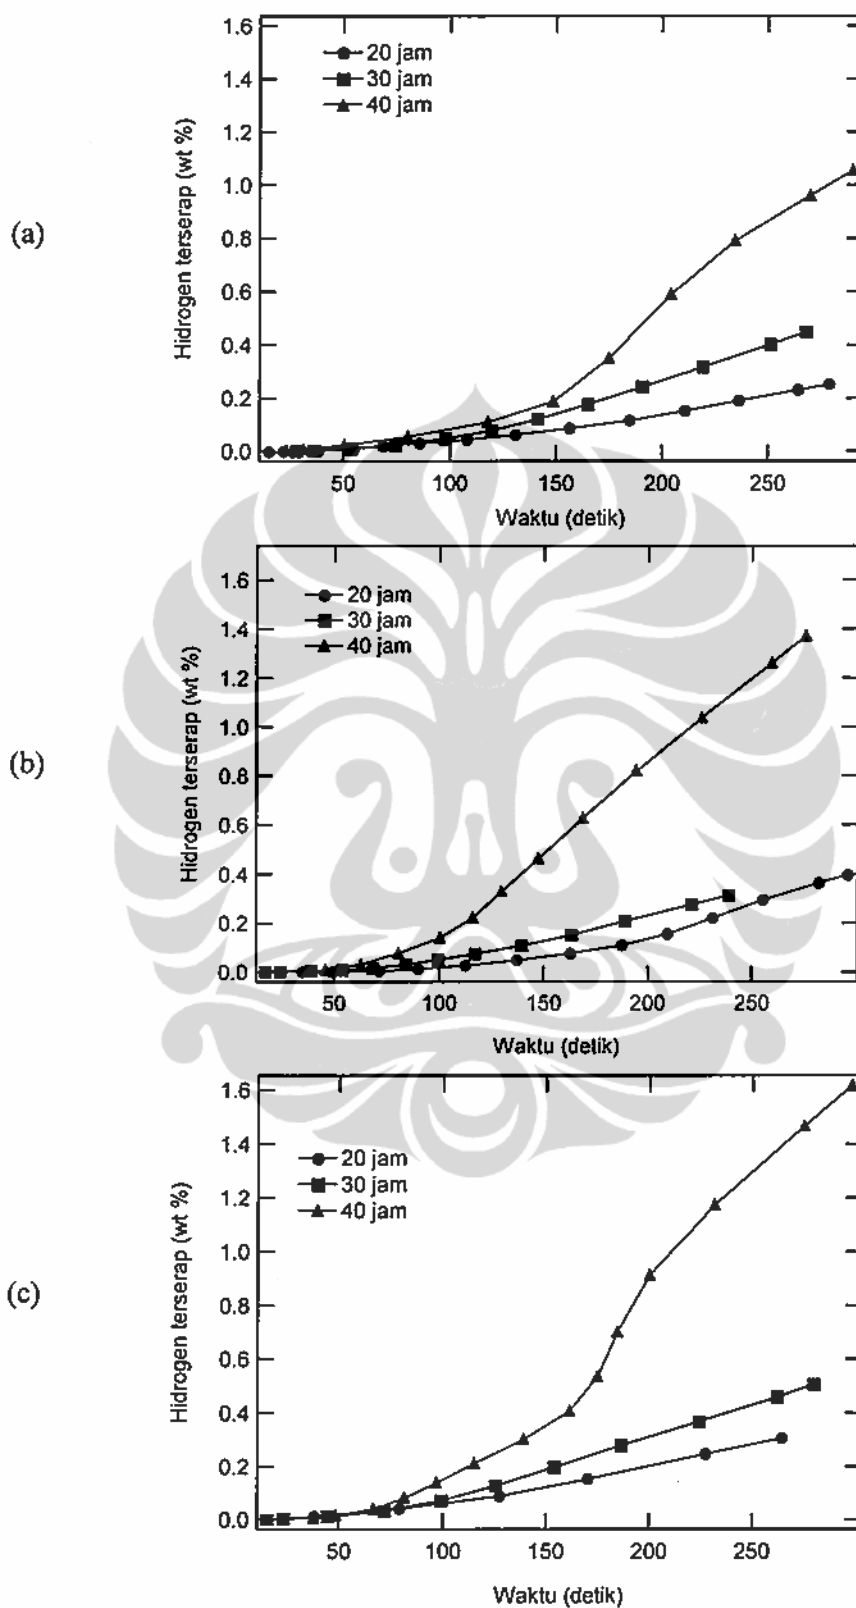 (a)
Hidrogen terserap (wt %)
1.6
1.4
1.2
1.0
0.8
0.6
0.4
0.2
0.0
20 jam
30 jam
40 jam
50 100 150 200 250
Waktu (detik)
(b)
Hidrogen terserap (wt %)
1.6
1.4
1.2
1.0
0.8
0.6
0.4
0.2
0.0
20 jam
30 jam
40 jam
50 100 150 200 250
Waktu (detik)
(c)
Hidrogen terserap (wt %)
1.6
1.4
1.2
1.0
0.8
0.6
0.4
0.2
0.0
20 jam
30 jam
40 jam
50 100 150 200 250
Waktu (detik)